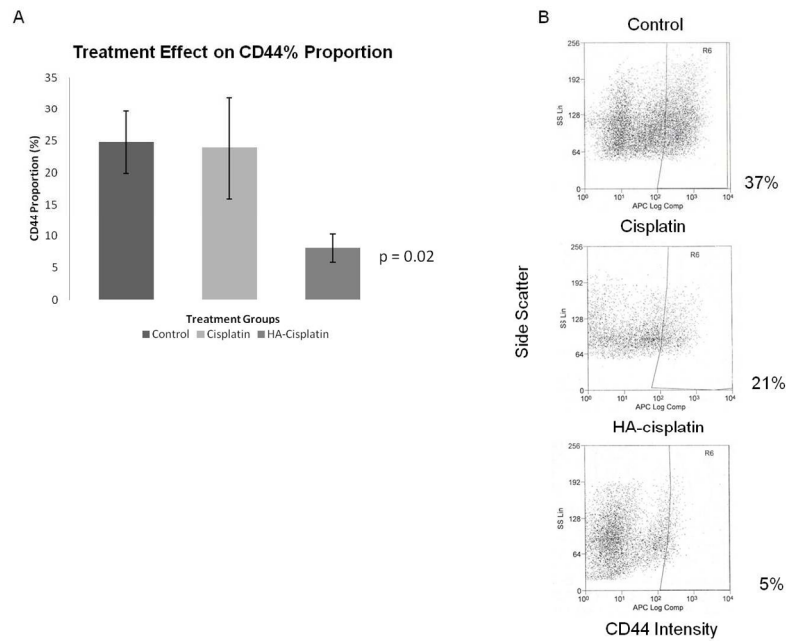 A
Treatment Effect on CD44% Proportion
35
30
25
20
15
10
5
0
CD44 Proportion (%)
p = 0.02
Treatment Groups
Control Cisplatin HA-Cisplatin
B
Control
R6
256
192
128
64
0
SS Lin
10⁰ 10¹ 10² 10³ 10⁴
APC Log Comp
37%
Cisplatin
R6
256
192
128
64
0
SS Lin
10⁰ 10¹ 10² 10³ 10⁴
APC Log Comp
21%
Side Scatter
HA-cisplatin
R6
256
192
128
64
0
SS Lin
10⁰ 10¹ 10² 10³ 10⁴
APC Log Comp
5%
CD44 Intensity